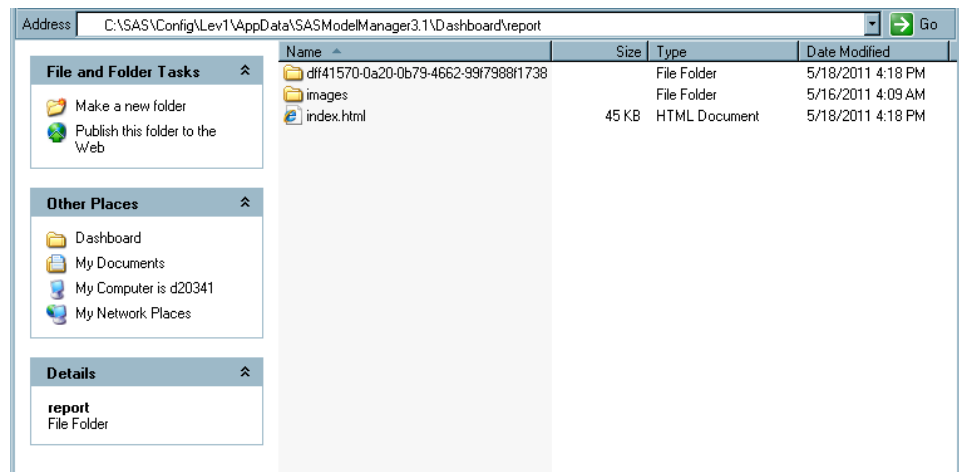 Address C:\SAS\Config\Lev1\AppData\SASModelManager3.1\Dashboard\report Go
File and Folder Tasks
Make a new folder
Publish this folder to the
Web
Other Places
Dashboard
My Documents
My Computer is d20341
My Network Places
Details
report
File Folder
Name Size Type Date Modified
dff41570-0a20-0b79-4662-99f7988f1738 File Folder 5/18/2011 4:18 PM
images File Folder 5/16/2011 4:09 AM
index.html 45 KB HTML Document 5/18/2011 4:18 PM